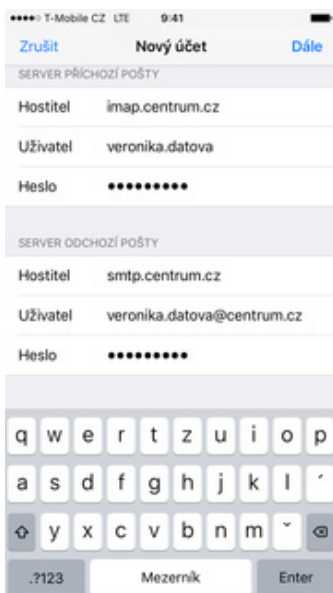 T-Mobile CZ LTE 9:41
Zrušit Nový účet Dále
SERVER PŘÍCHOZÍ POŠTY
Hostitel imap.centrum.cz
Uživatel veronika.datova
Heslo •••••••••
SERVER ODCHOZÍ POŠTY
Hostitel smtp.centrum.cz
Uživatel veronika.datova@centrum.cz
Heslo •••••••••
q w e r t z u i o p
a s d f g h j k l ´
y x c v b n m ˇ
.?123 Mezerník Enter